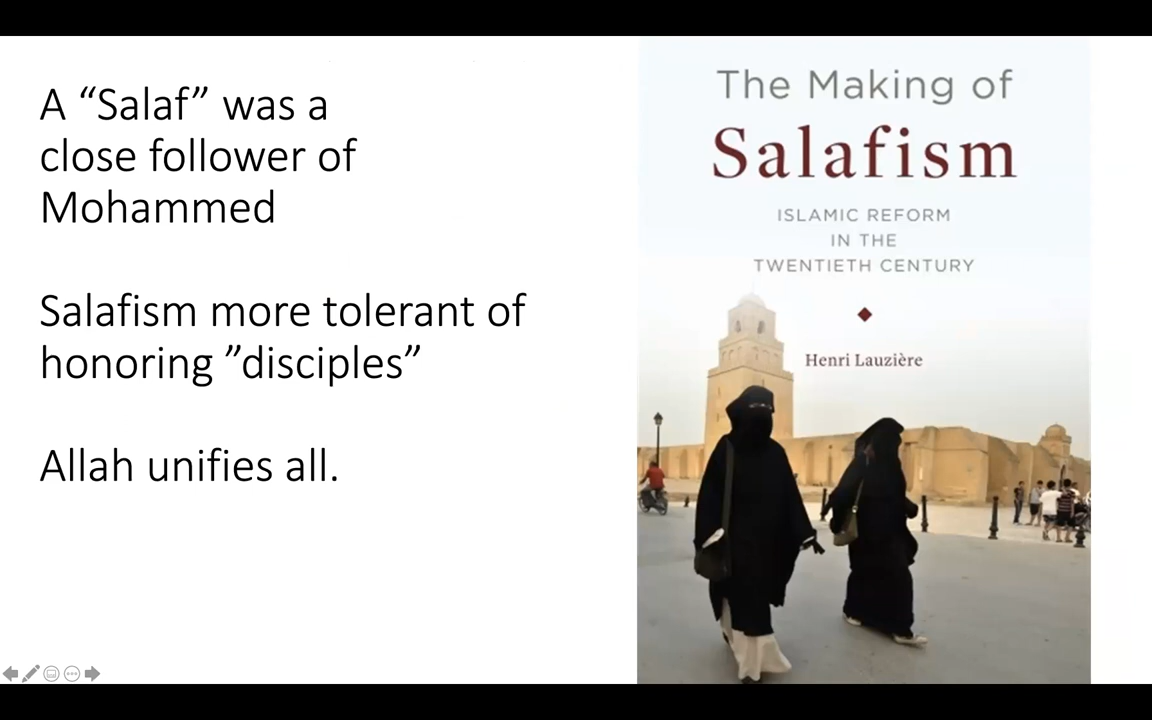 A “Salaf” was a
close follower of
Mohammed
Salafism more tolerant of
honoring ”disciples”
Allah unifies all.
The Making of
Salafism
ISLAMIC REFORM
IN THE
TWENTIETH CENTURY
Henri Lauzière